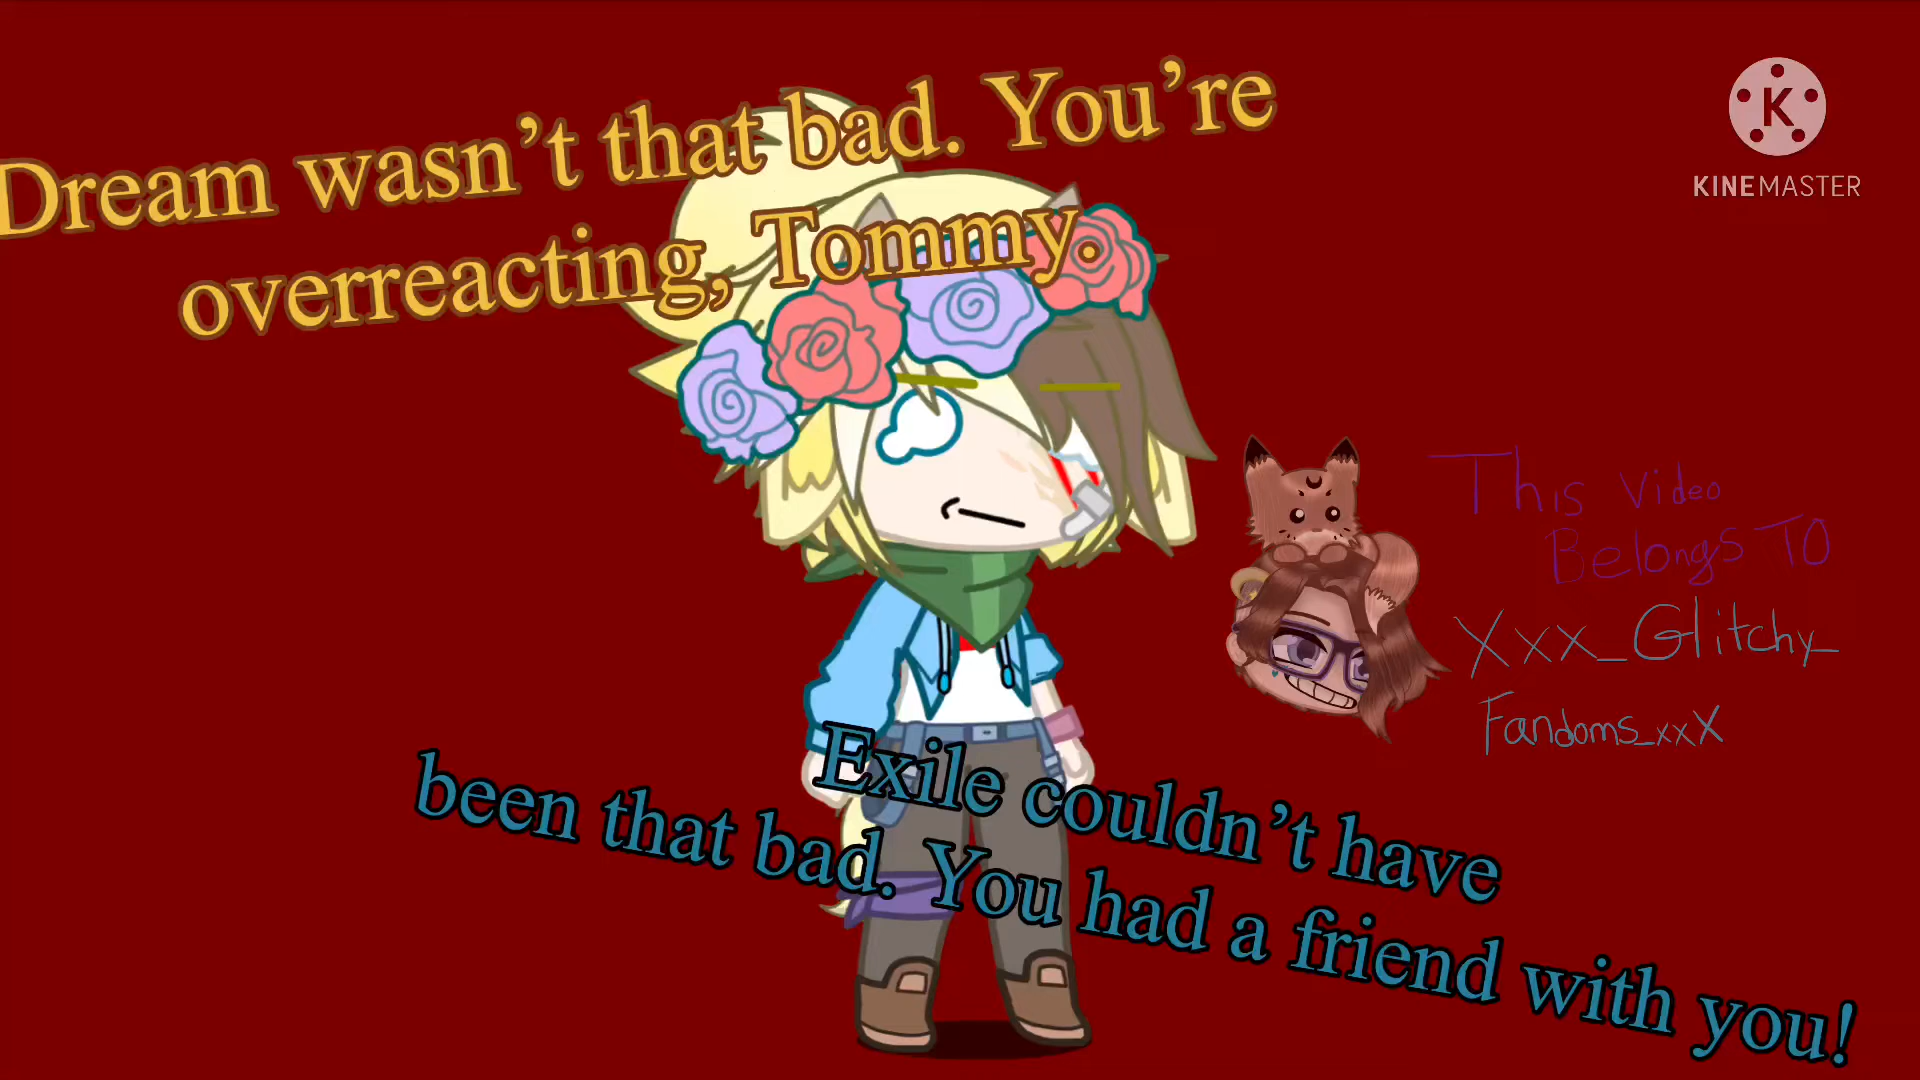 Dream wasn’t that bad. You’re
overreacting, Tommy.
K
KINEMASTER
This Video
Belongs To
Xxx_Glitchy_
Fandoms_xxX
Exile couldn’t have
been that bad. You had a friend with you!